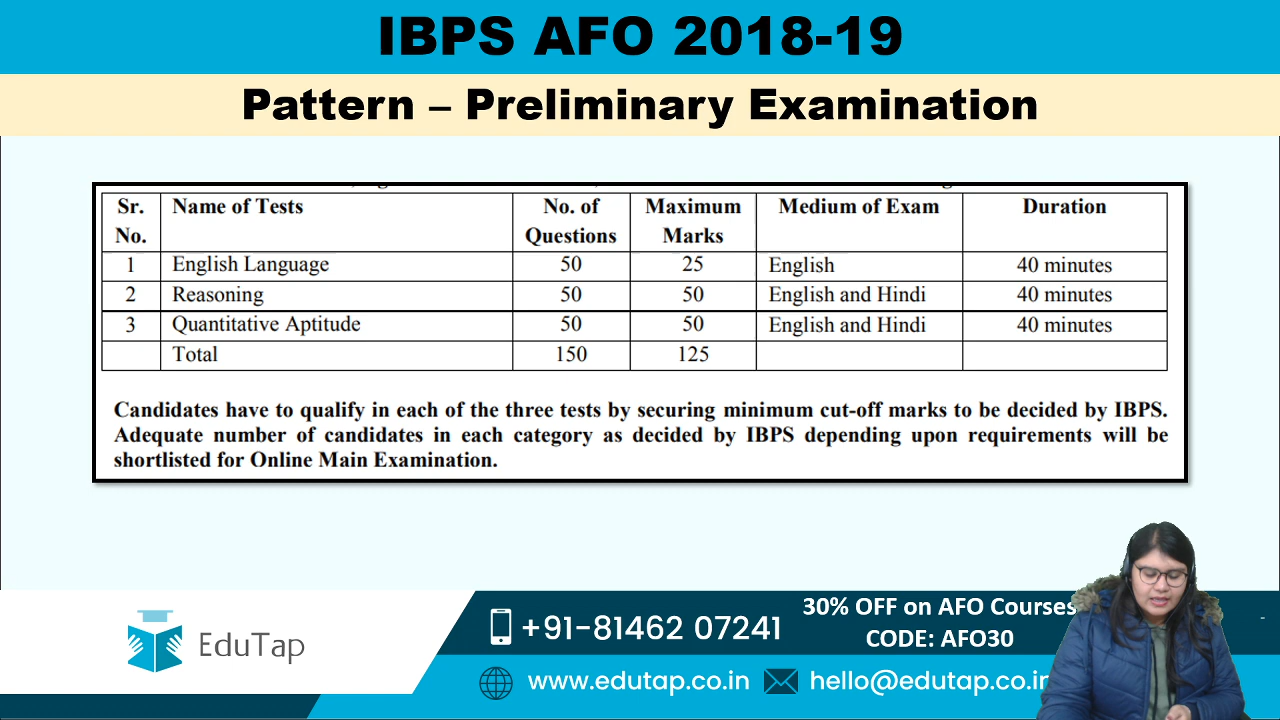 IBPS AFO 2018-19
Pattern – Preliminary Examination
Sr. No. Name of Tests No. of Questions Maximum Marks Medium of Exam Duration
1 English Language 50 25 English 40 minutes
2 Reasoning 50 50 English and Hindi 40 minutes
3 Quantitative Aptitude 50 50 English and Hindi 40 minutes
Total 150 125
Candidates have to qualify in each of the three tests by securing minimum cut-off marks to be decided by IBPS.
Adequate number of candidates in each category as decided by IBPS depending upon requirements will be
shortlisted for Online Main Examination.
EduTap
+91-81462 07241
30% OFF on AFO Courses
CODE: AFO30
www.edutap.co.in
hello@edutap.co.in